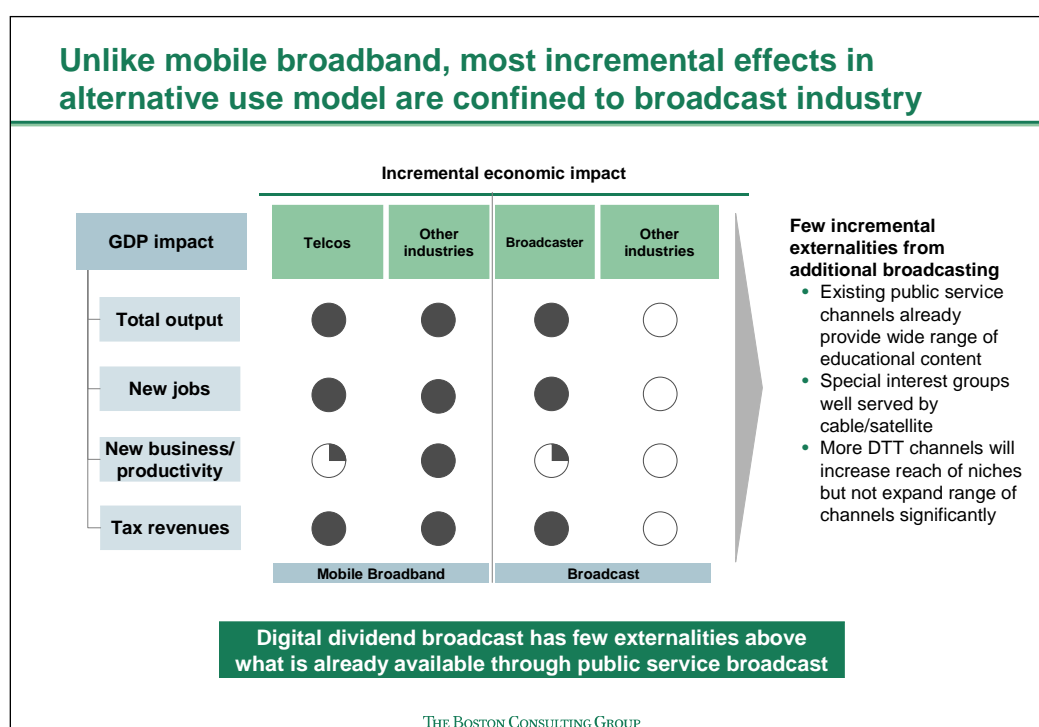 Unlike mobile broadband, most incremental effects in
alternative use model are confined to broadcast industry
Incremental economic impact
GDP impact
Telcos
Other
industries
Broadcaster
Other
industries
Total output
New jobs
New business/
productivity
Tax revenues
Mobile Broadband
Broadcast
Few incremental
externalities from
additional broadcasting
• Existing public service
channels already
provide wide range of
educational content
• Special interest groups
well served by
cable/satellite
• More DTT channels will
increase reach of niches
but not expand range of
channels significantly
Digital dividend broadcast has few externalities above
what is already available through public service broadcast
THE BOSTON CONSULTING GROUP